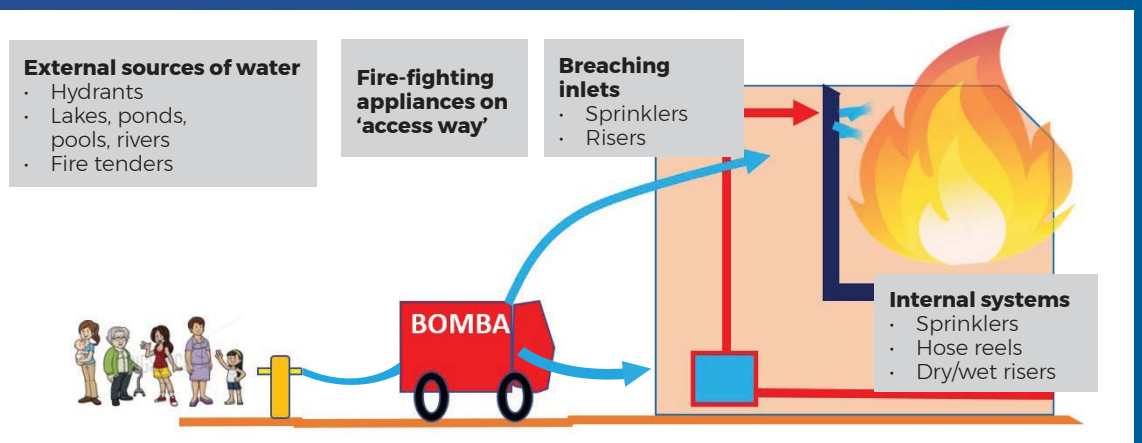 External sources of water
• Hydrants
• Lakes, ponds,
pools, rivers
• Fire tenders
Fire-fighting
appliances on
‘access way’
Breaching
inlets
• Sprinklers
• Risers
BOMBA
Internal systems
• Sprinklers
• Hose reels
• Dry/wet risers